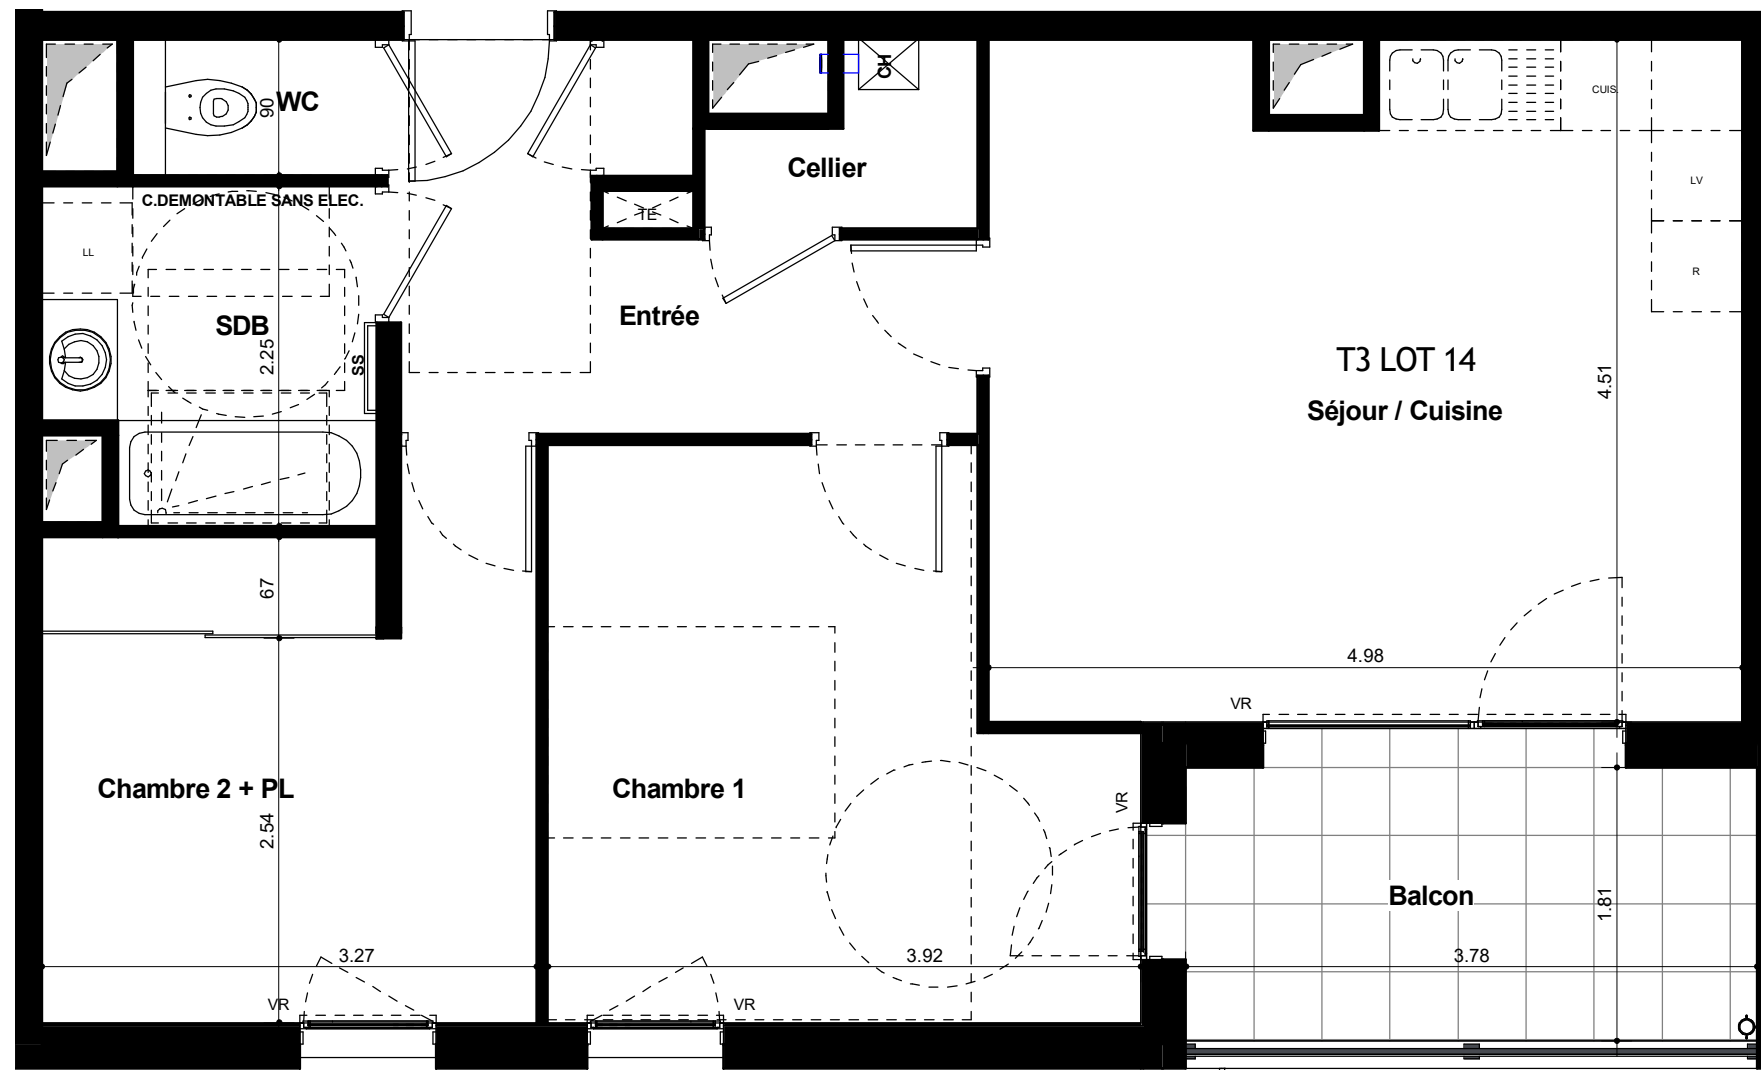 WC
90
CH
CUIS.
Cellier
LV
C.DEMONTABLE SANS ELEC.
TE
LL
R
Entrée
SDB
2.25
SS
T3 LOT 14
4.51
Séjour / Cuisine
67
4.98
VR
Chambre 2 + PL
2.54
Chambre 1
VR
Balcon
1.81
3.27
3.92
3.78
VR
VR